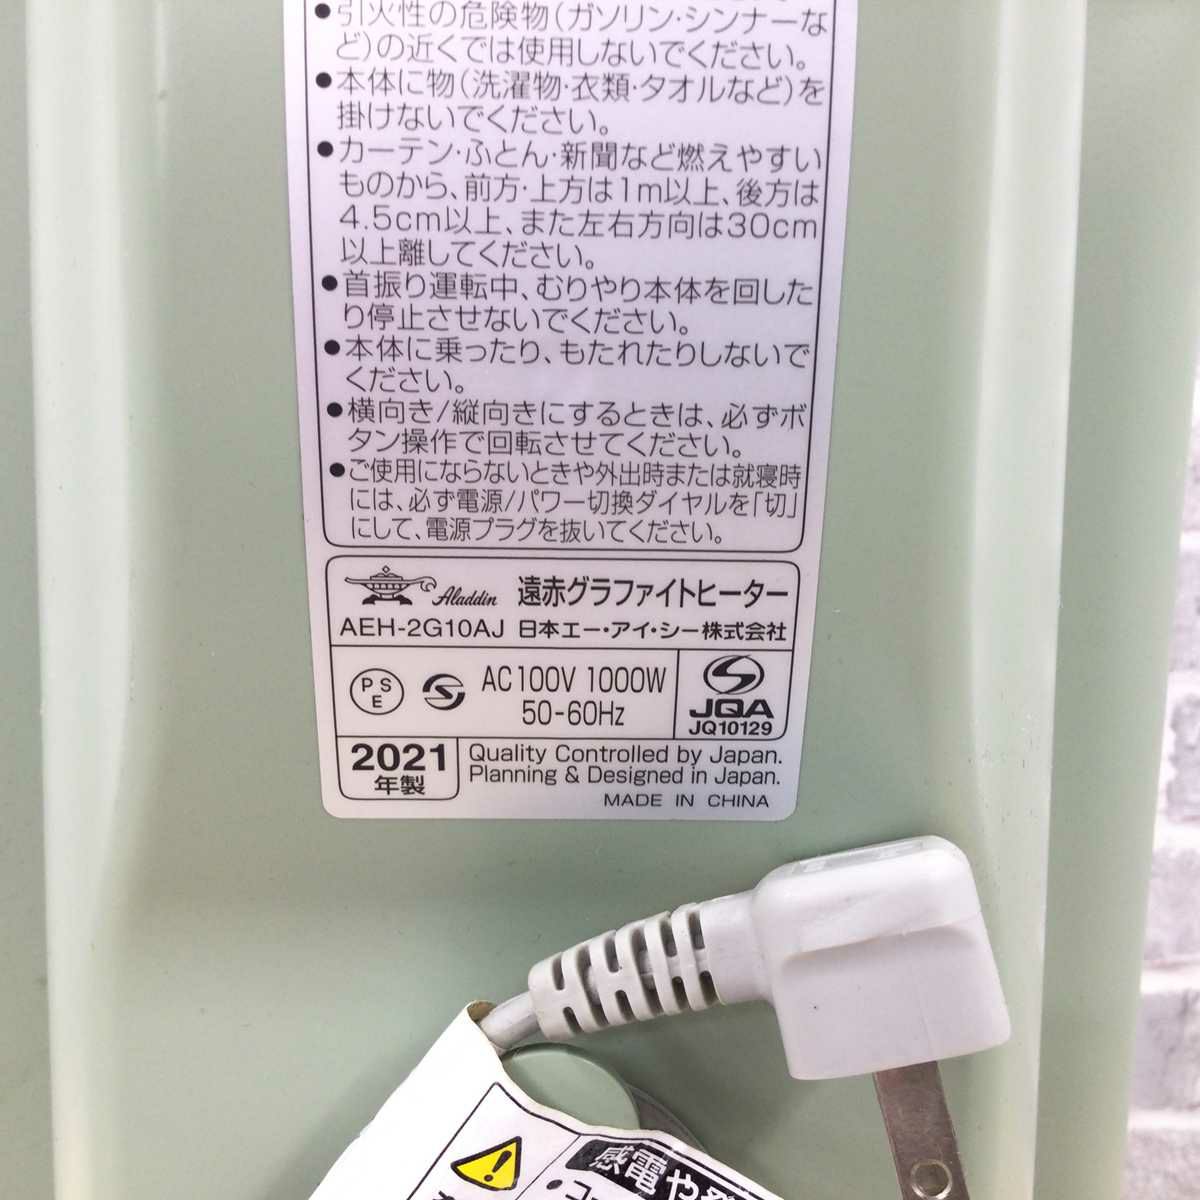 ●引火性の危険物(ガソリン･シンナーな
ど)の近くでは使用しないでください。
●本体に物(洗濯物･衣類･タオルなど)を
掛けないでください。
●カーテン･ふとん･新聞など燃えやすい
ものから、前方･上方は1m以上、後方は
4.5cm以上、また左右方向は30cm
以上離してください。
●首振り運転中、むりやり本体を回した
り停止させないでください。
●本体に乗ったり、もたれたりしないで
ください。
●横向き/縦向きにするときは、必ずボ
タン操作で回転させてください。
●ご使用にならないときや外出時または就寝時
には、必ず電源/パワー切換ダイヤルを「切」
にして、電源プラグを抜いてください。
Aladdin 遠赤グラファイトヒーター
AEH-2G10AJ 日本エー･アイ･シー株式会社
PSE S AC100V 1000W
50-60Hz
JQA
JQ10129
2021
年製
Quality Controlled by Japan.
Planning & Designed in Japan.
MADE IN CHINA
感電や